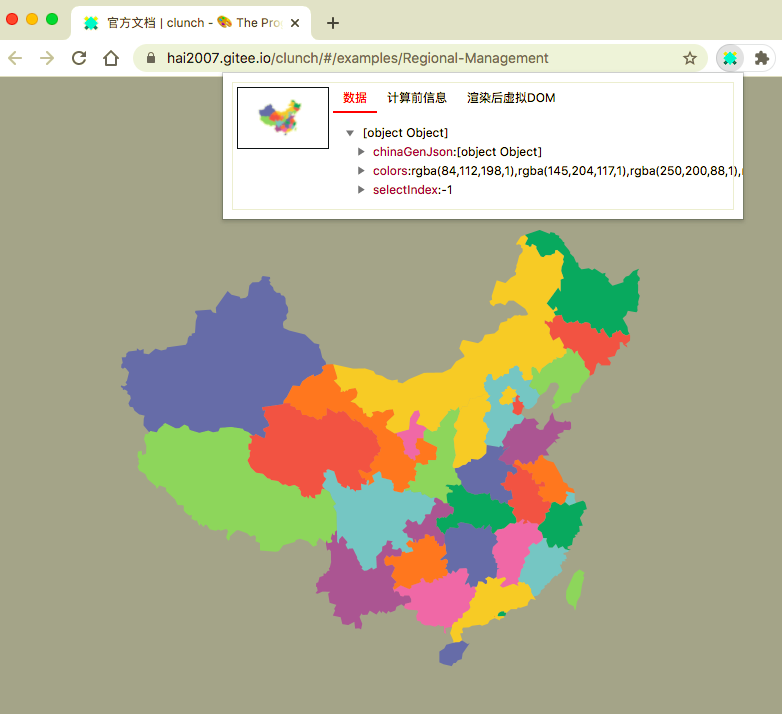 官方文档 | clunch - 🎨 The Pro
hai2007.gitee.io/clunch/#/examples/Regional-Management
数据 计算前信息 渲染后虚拟DOM
[object Object]
chinaGenJson:[object Object]
colors:rgba(84,112,198,1),rgba(145,204,117,1),rgba(250,200,88,1),
selectIndex:-1